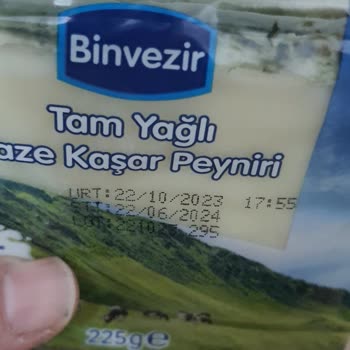 Binvezir
Tam Yağlı
aze Kaşar Peyniri
URT: 22/10/2023 17:55
22/06/2024
225g e